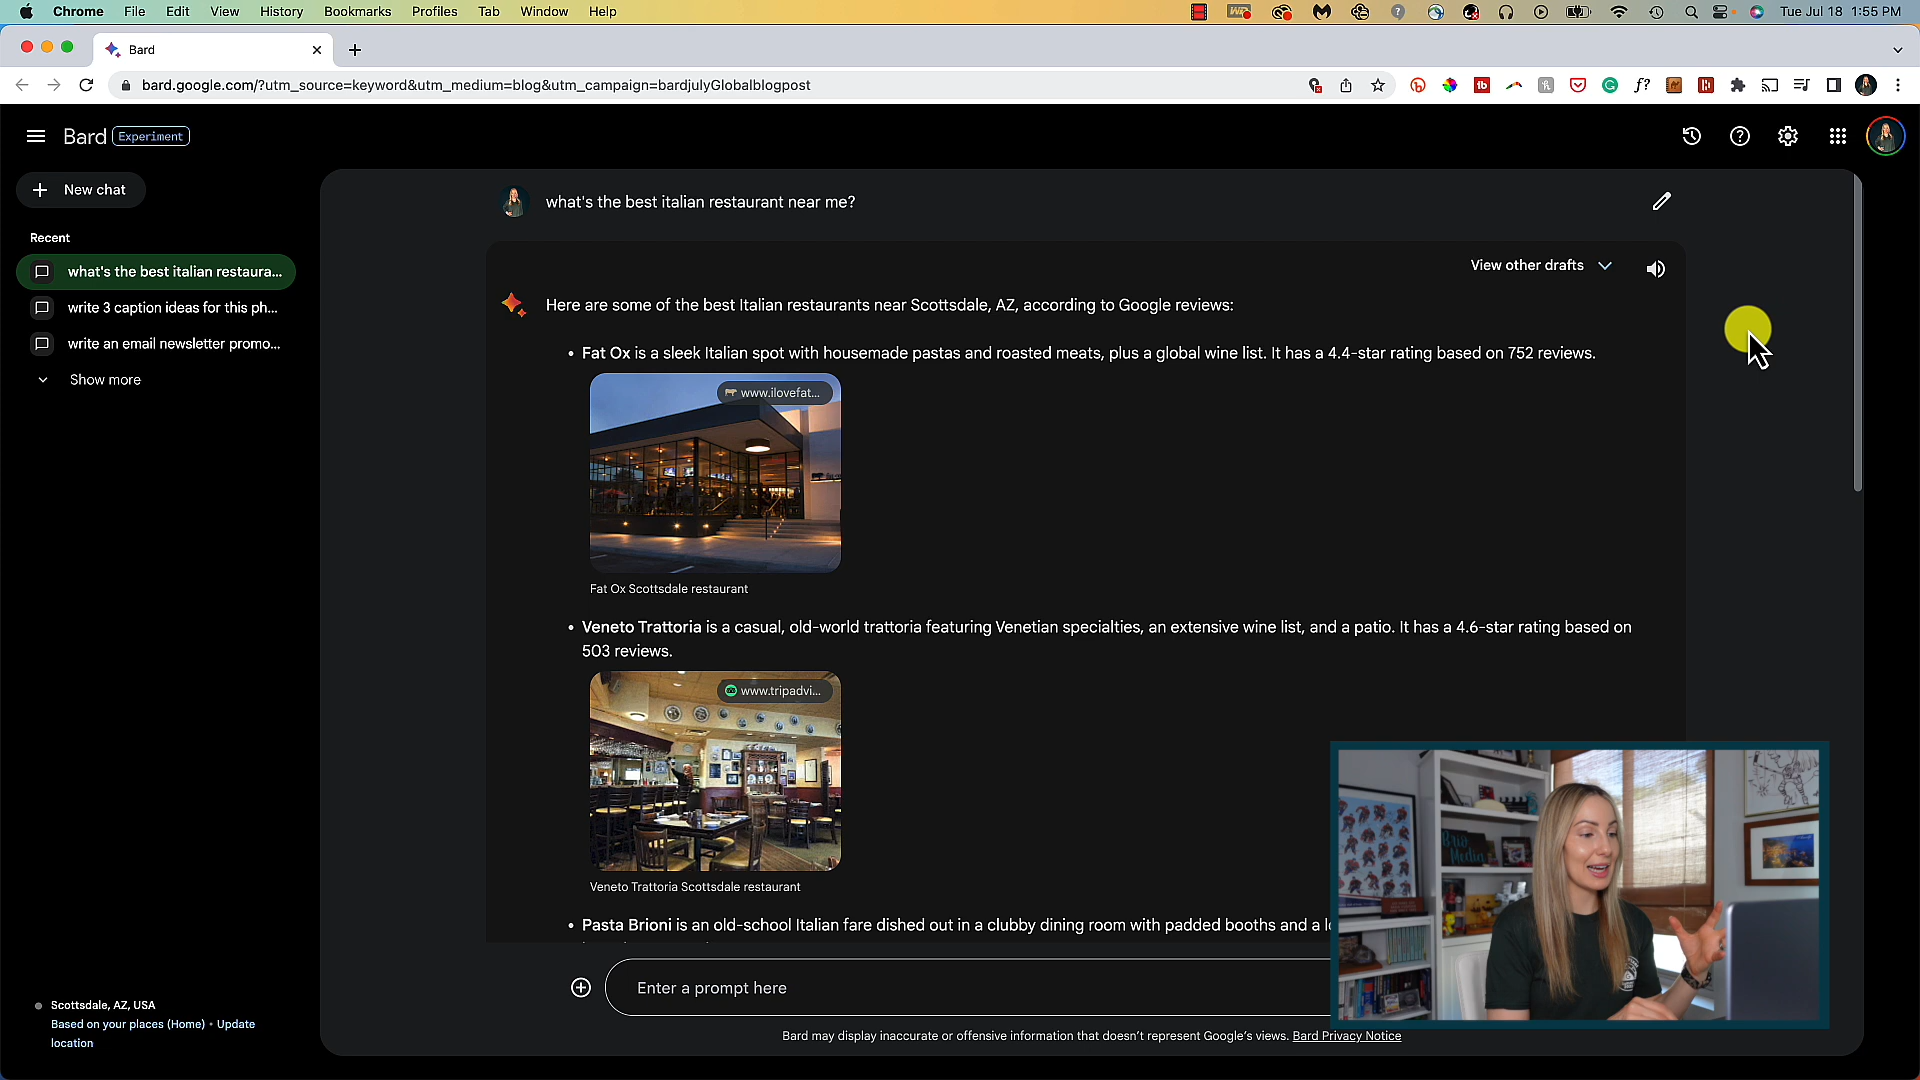 Chrome File Edit View History Bookmarks Profiles Tab Window Help Tue Jul 18 1:55 PM
Bard
bard.google.com/?utm_source=keyword&utm_medium=blog&utm_campaign=bardjulyGlobalblogpost
Bard Experiment
New chat
Recent
what's the best italian restaura...
write 3 caption ideas for this ph...
write an email newsletter promo...
Show more
Scottsdale, AZ, USA
Based on your places (Home) • Update
location
what's the best italian restaurant near me?
View other drafts
Here are some of the best Italian restaurants near Scottsdale, AZ, according to Google reviews:
• Fat Ox is a sleek Italian spot with housemade pastas and roasted meats, plus a global wine list. It has a 4.4-star rating based on 752 reviews.
www.ilovefat...
Fat Ox Scottsdale restaurant
• Veneto Trattoria is a casual, old-world trattoria featuring Venetian specialties, an extensive wine list, and a patio. It has a 4.6-star rating based on
503 reviews.
www.tripadvi...
Veneto Trattoria Scottsdale restaurant
• Pasta Brioni is an old-school Italian fare dished out in a clubby dining room with padded booths and a
Enter a prompt here
Bard may display inaccurate or offensive information that doesn't represent Google's views. Bard Privacy Notice
Brio
Media